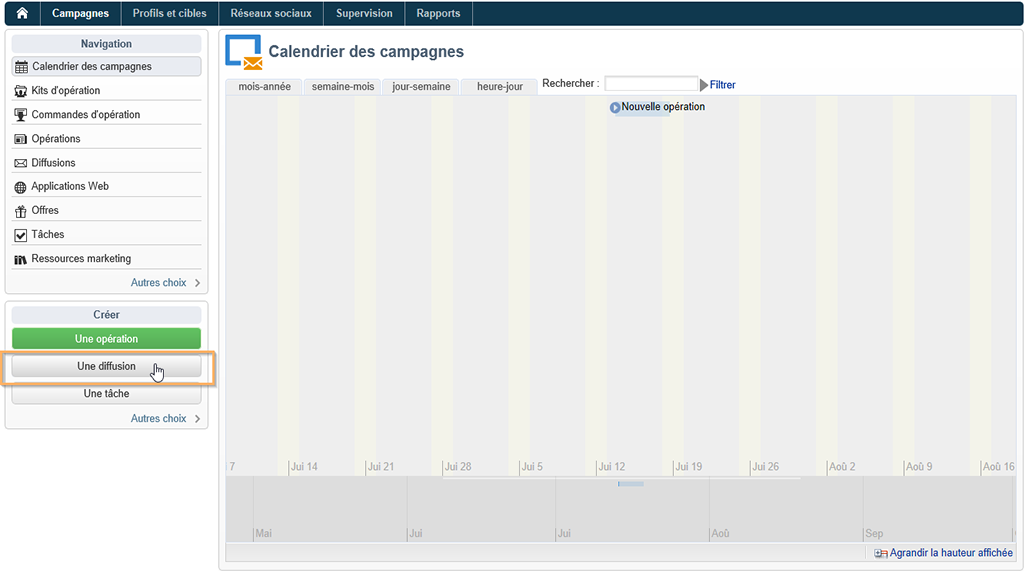 Campagnes Profils et cibles Réseaux sociaux Supervision Rapports
Navigation
Calendrier des campagnes
Kits d'opération
Commandes d'opération
Opérations
Diffusions
Applications Web
Offres
Tâches
Ressources marketing
Autres choix
Créer
Une opération
Une diffusion
Une tâche
Autres choix
Calendrier des campagnes
mois-année semaine-mois jour-semaine heure-jour Rechercher : Filtrer
Nouvelle opération
7 Jui 14 Jui 21 Jui 28 Jui 5 Jui 12 Jui 19 Jui 26 Aoû 2 Aoû 9 Aoû 16
Mai Jui Jui Aoû Sep
Agrandir la hauteur affichée